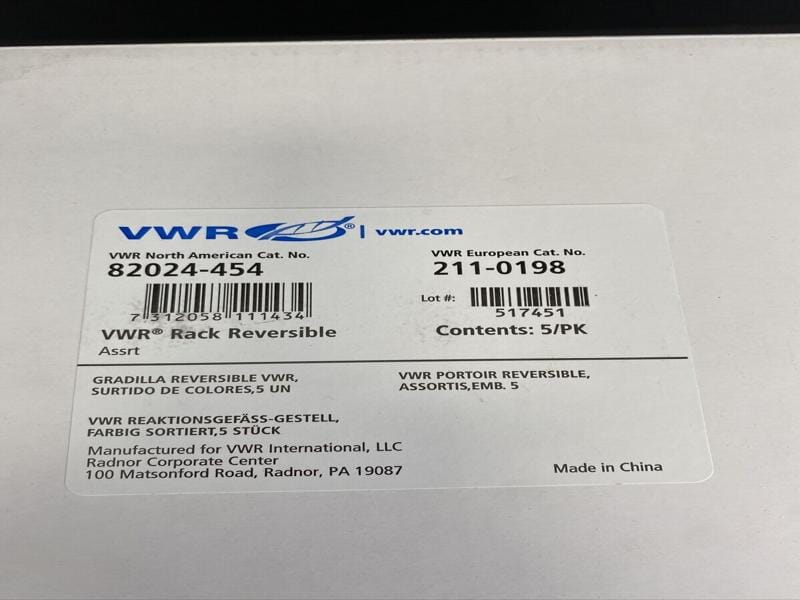 VWR® | vwr.com
VWR North American Cat. No.
82024-454
7 312058 111434
VWR® Rack Reversible
Assrt
VWR European Cat. No.
211-0198
Lot #:
517451
Contents: 5/PK
GRADILLA REVERSIBLE VWR,
SURTIDO DE COLORES,5 UN
VWR PORTOIR REVERSIBLE,
ASSORTIS,EMB. 5
VWR REAKTIONSGEFÄSS-GESTELL,
FARBIG SORTIERT,5 STÜCK
Manufactured for VWR International, LLC
Radnor Corporate Center
100 Matsonford Road, Radnor, PA 19087
Made in China